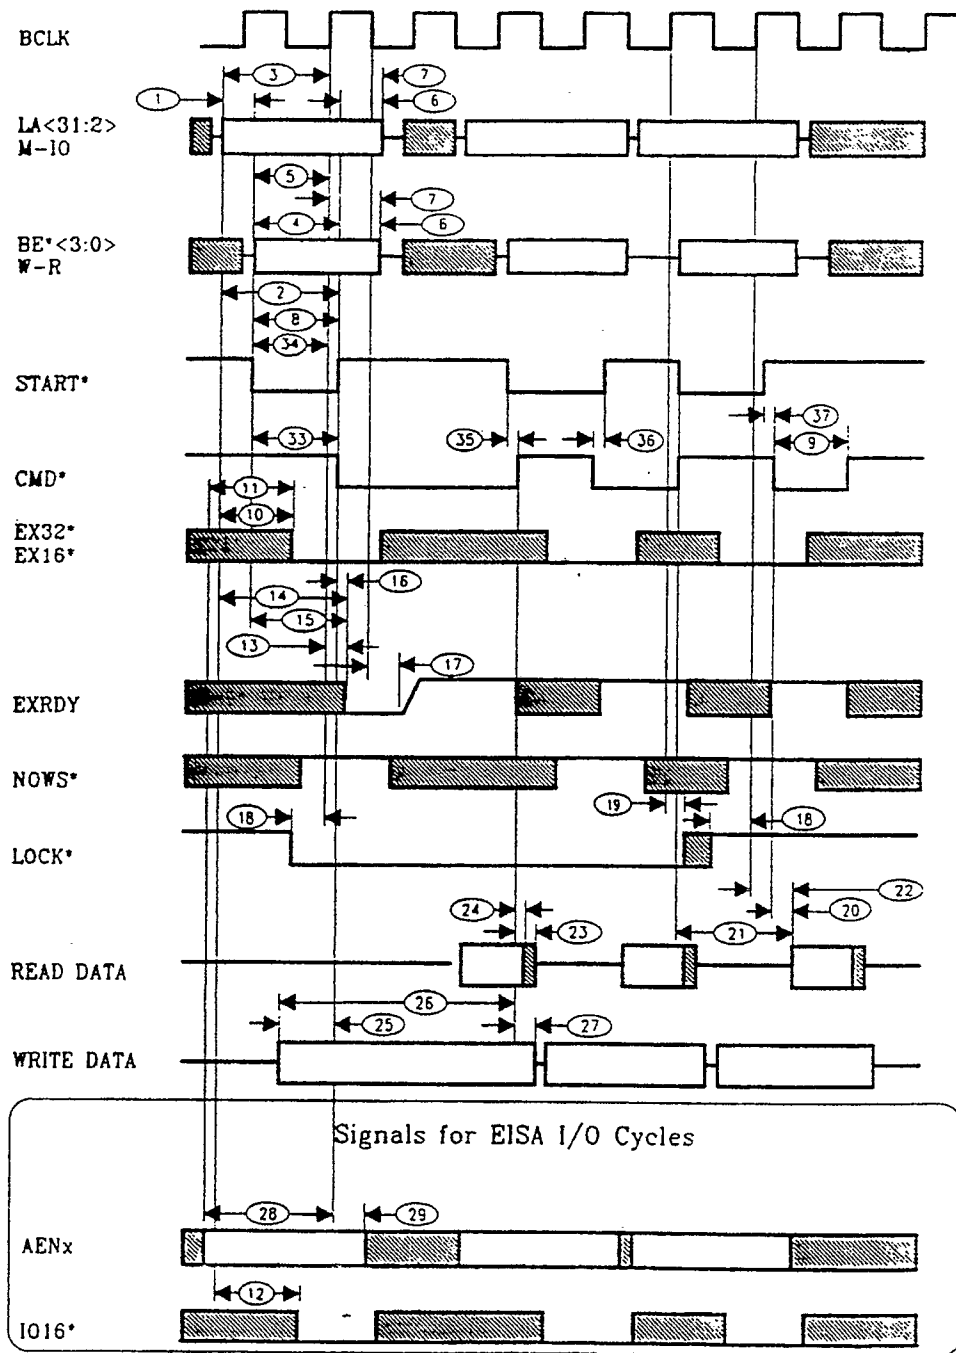 BCLK
3 7
1 6
LA<31:2>
M-IO
5
7
4 6
BE*<3:0>
W-R
2
8
34
START*
37
33 35 36 9
CMD*
11
10
EX32*
EX16*
16
14
15
13
17
EXRDY
NOWS*
19
18 18
LOCK*
22
24 20
23 21
READ DATA
26
25 27
WRITE DATA
Signals for EISA I/O Cycles
28 29
AENx
12
IO16*